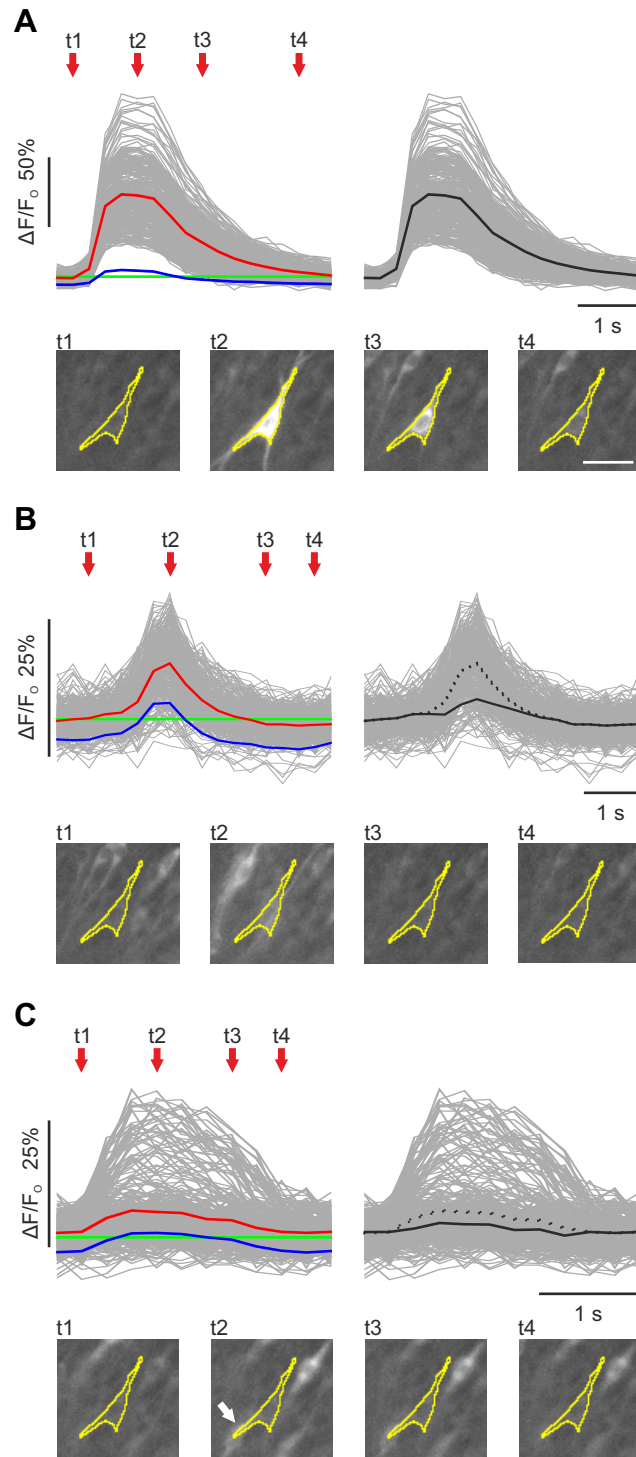 A
t1 t2 t3 t4
ΔF/F₀ 50%
1 s
t1 t2 t3 t4
B
t1 t2 t3 t4
ΔF/F₀ 25%
1 s
t1 t2 t3 t4
C
t1 t2 t3 t4
ΔF/F₀ 25%
1 s
t1 t2 t3 t4